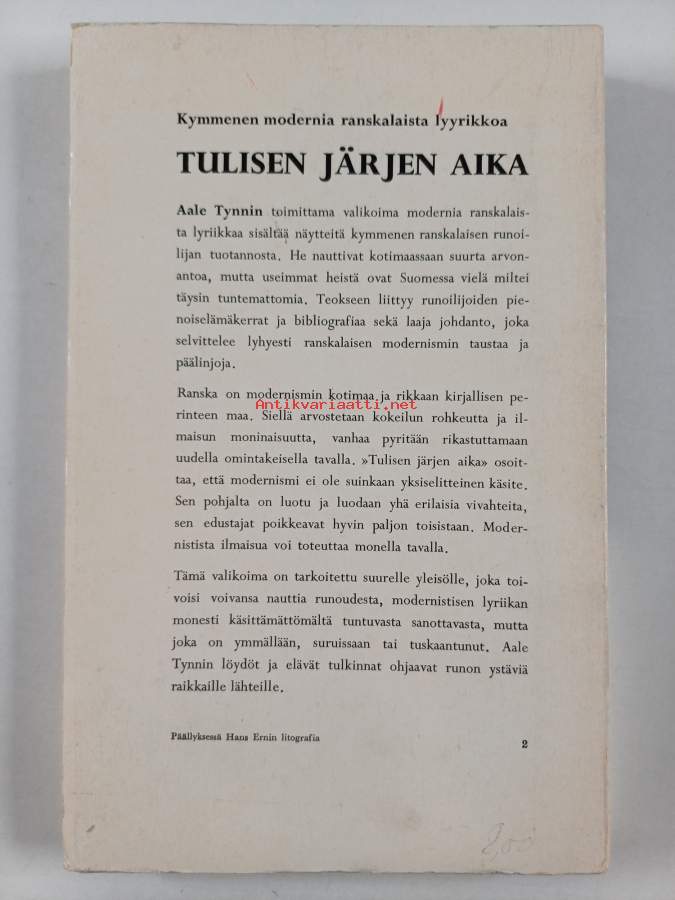 Kymmenen modernia ranskalaista lyyrikkoa
TULISEN JÄRJEN AIKA
Aale Tynnin toimittama valikoima modernia ranskalais-
ta lyriikkaa sisältää näytteitä kymmenen ranskalaisen runoi-
lijan tuotannosta. He nauttivat kotimaassaan suurta arvon-
antoa, mutta useimmat heistä ovat Suomessa vielä miltei
täysin tuntemattomia. Teokseen liittyy runoilijoiden pie-
noiselämäkerrat ja bibliografiaa sekä laaja johdanto, joka
selvittelee lyhyesti ranskalaisen modernismin taustaa ja
päälinjoja.
Ranska on modernismin kotimaa ja rikkaan kirjallisen pe-
Antikvariaatti.net
rinteen maa. Siellä arvostetaan kokeilun rohkeutta ja il-
maisun moninaisuutta, vanhaa pyritään rikastuttamaan
uudella omintakeisella tavalla. »Tulisen järjen aika» osoit-
taa, että modernismi ei ole suinkaan yksiselitteinen käsite.
Sen pohjalta on luotu ja luodaan yhä erilaisia vivahteita,
sen edustajat poikkeavat hyvin paljon toisistaan. Moder-
nistista ilmaisua voi toteuttaa monella tavalla.
Tämä valikoima on tarkoitettu suurelle yleisölle, joka toi-
voisi voivansa nauttia runoudesta, modernistisen lyriikan
monesti käsittämättömältä tuntuvasta sanottavasta, mutta
joka on ymmällään, suruissaan tai tuskaantunut. Aale
Tynnin löydöt ja elävät tulkinnat ohjaavat runon ystäviä
raikkaille lähteille.
Päällyksessä Hans Ernin litografia
2